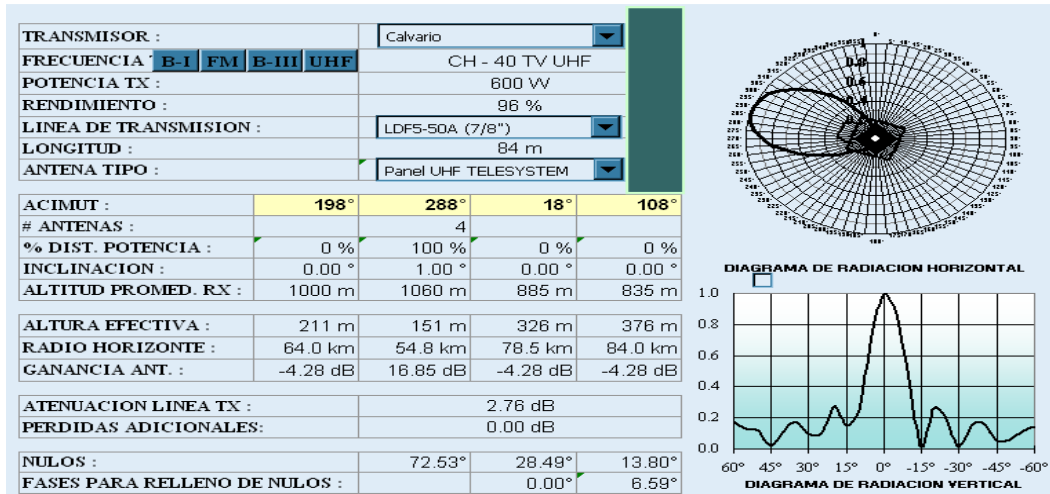 TRANSMISOR : Calvario
FRECUENCIA B-I FM B-III UHF CH - 40 TV UHF
POTENCIA TX : 600 W
RENDIMIENTO : 96 %
LINEA DE TRANSMISION : LDF5-50A (7/8")
LONGITUD : 84 m
ANTENA TIPO : Panel UHF TELESYSTEM
ACIMUT : 198° 288° 18° 108°
# ANTENAS : 4
% DIST. POTENCIA : 0 % 100 % 0 % 0 %
INCLINACION : 0.00 ° 1.00 ° 0.00 ° 0.00 °
ALTITUD PROMED. RX : 1000 m 1060 m 885 m 835 m
ALTURA EFECTIVA : 211 m 151 m 326 m 376 m
RADIO HORIZONTE : 64.0 km 54.8 km 78.5 km 84.0 km
GANANCIA ANT. : -4.28 dB 16.85 dB -4.28 dB -4.28 dB
ATENUACION LINEA TX : 2.76 dB
PERDIDAS ADICIONALES: 0.00 dB
NULOS : 72.53° 28.49° 13.80°
FASES PARA RELLENO DE NULOS : 0.00° 6.59°
DIAGRAMA DE RADIACION HORIZONTAL
1.0
0.8
0.6
0.4
0.2
0.0
60° 45° 30° 15° 0° -15° -30° -45° -60°
DIAGRAMA DE RADIACION VERTICAL